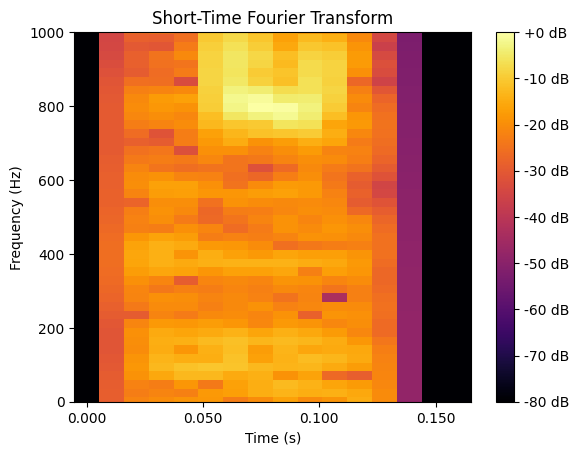 Short-Time Fourier Transform
1000
800
600
400
200
0
Frequency (Hz)
0.000
0.050
0.100
0.150
Time (s)
+0 dB
-10 dB
-20 dB
-30 dB
-40 dB
-50 dB
-60 dB
-70 dB
-80 dB